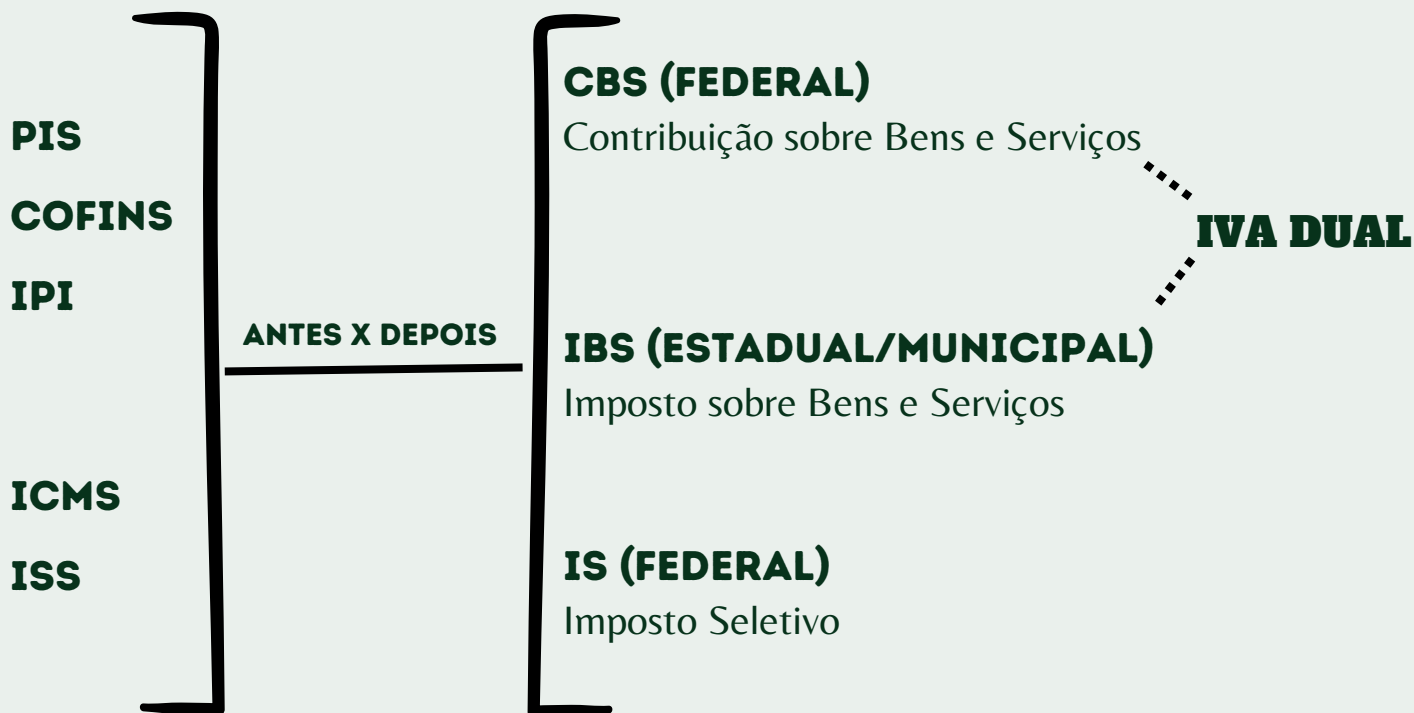 PIS
COFINS
IPI
ICMS
ISS
ANTES X DEPOIS
CBS (FEDERAL)
Contribuição sobre Bens e Serviços
IBS (ESTADUAL/MUNICIPAL)
Imposto sobre Bens e Serviços
IS (FEDERAL)
Imposto Seletivo
IVA DUAL